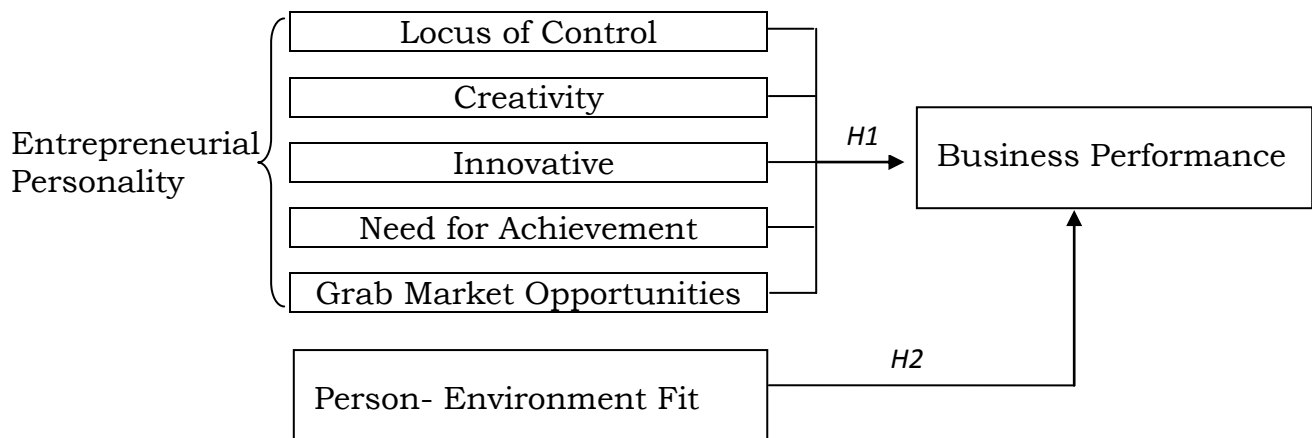 Locus of Control
Creativity
Entrepreneurial
Personality
Innovative
Need for Achievement
Grab Market Opportunities
H1
Business Performance
Person- Environment Fit
H2